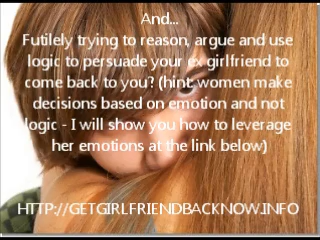 And...
Futilely trying to reason, argue and use
logic to persuade your ex girlfriend to
come back to you? (hint: women make
decisions based on emotion and not
logic - I will show you how to leverage
her emotions at the link below)
HTTP://GETGIRLFRIENDBACKNOW.INFO